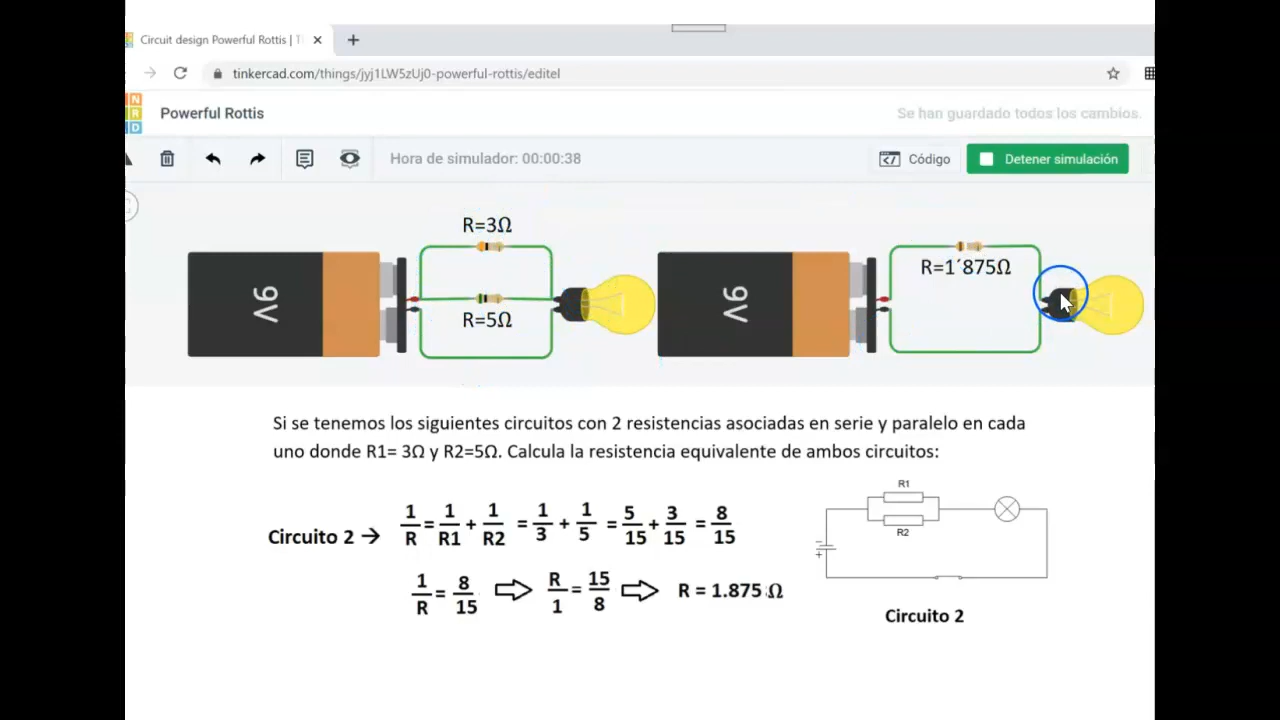 Circuit design Powerful Rottis | Ti
tinkercad.com/things/jyj1LW5zUj0-powerful-rottis/editel
N
R
D
Powerful Rottis
Se han guardado todos los cambios.
Hora de simulador: 00:00:38
Código
Detener simulación
R=3Ω
9V
R=5Ω
9V
R=1´875Ω
Si se tenemos los siguientes circuitos con 2 resistencias asociadas en serie y paralelo en cada
uno donde R1= 3Ω y R2=5Ω. Calcula la resistencia equivalente de ambos circuitos:
Circuito 2 → 1/R = 1/R1 + 1/R2 = 1/3 + 1/5 = 5/15 + 3/15 = 8/15
1/R = 8/15 ⇨ R/1 = 15/8 ⇨ R = 1.875 Ω
R1
R2
Circuito 2